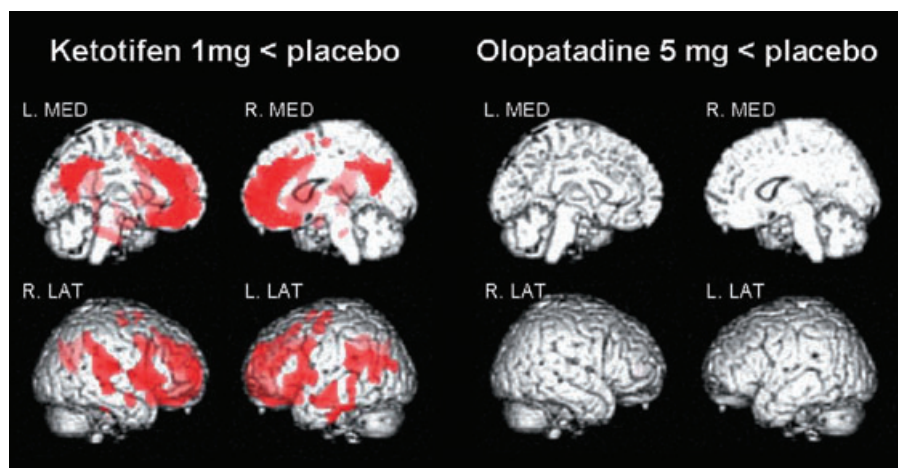 Ketotifen 1mg < placebo
L. MED
R. MED
R. LAT
L. LAT
Olopatadine 5 mg < placebo
L. MED
R. MED
R. LAT
L. LAT